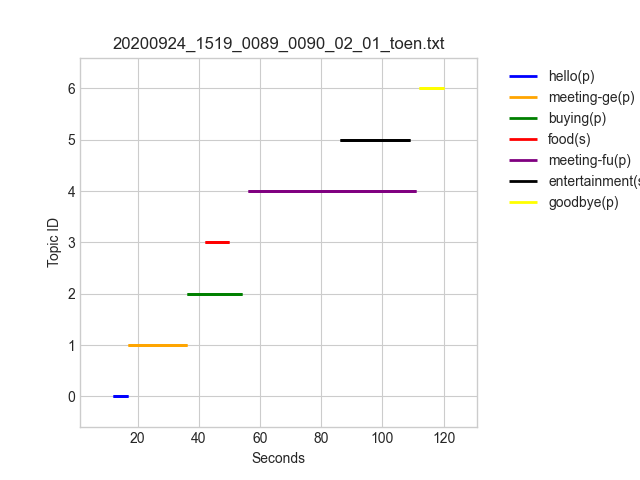 20200924_1519_0089_0090_02_01_toen.txt
6
5
4
3
2
1
0
Topic ID
20 40 60 80 100 120
Seconds
hello(p)
meeting-ge(p)
buying(p)
food(s)
meeting-fu(p)
entertainment(s
goodbye(p)